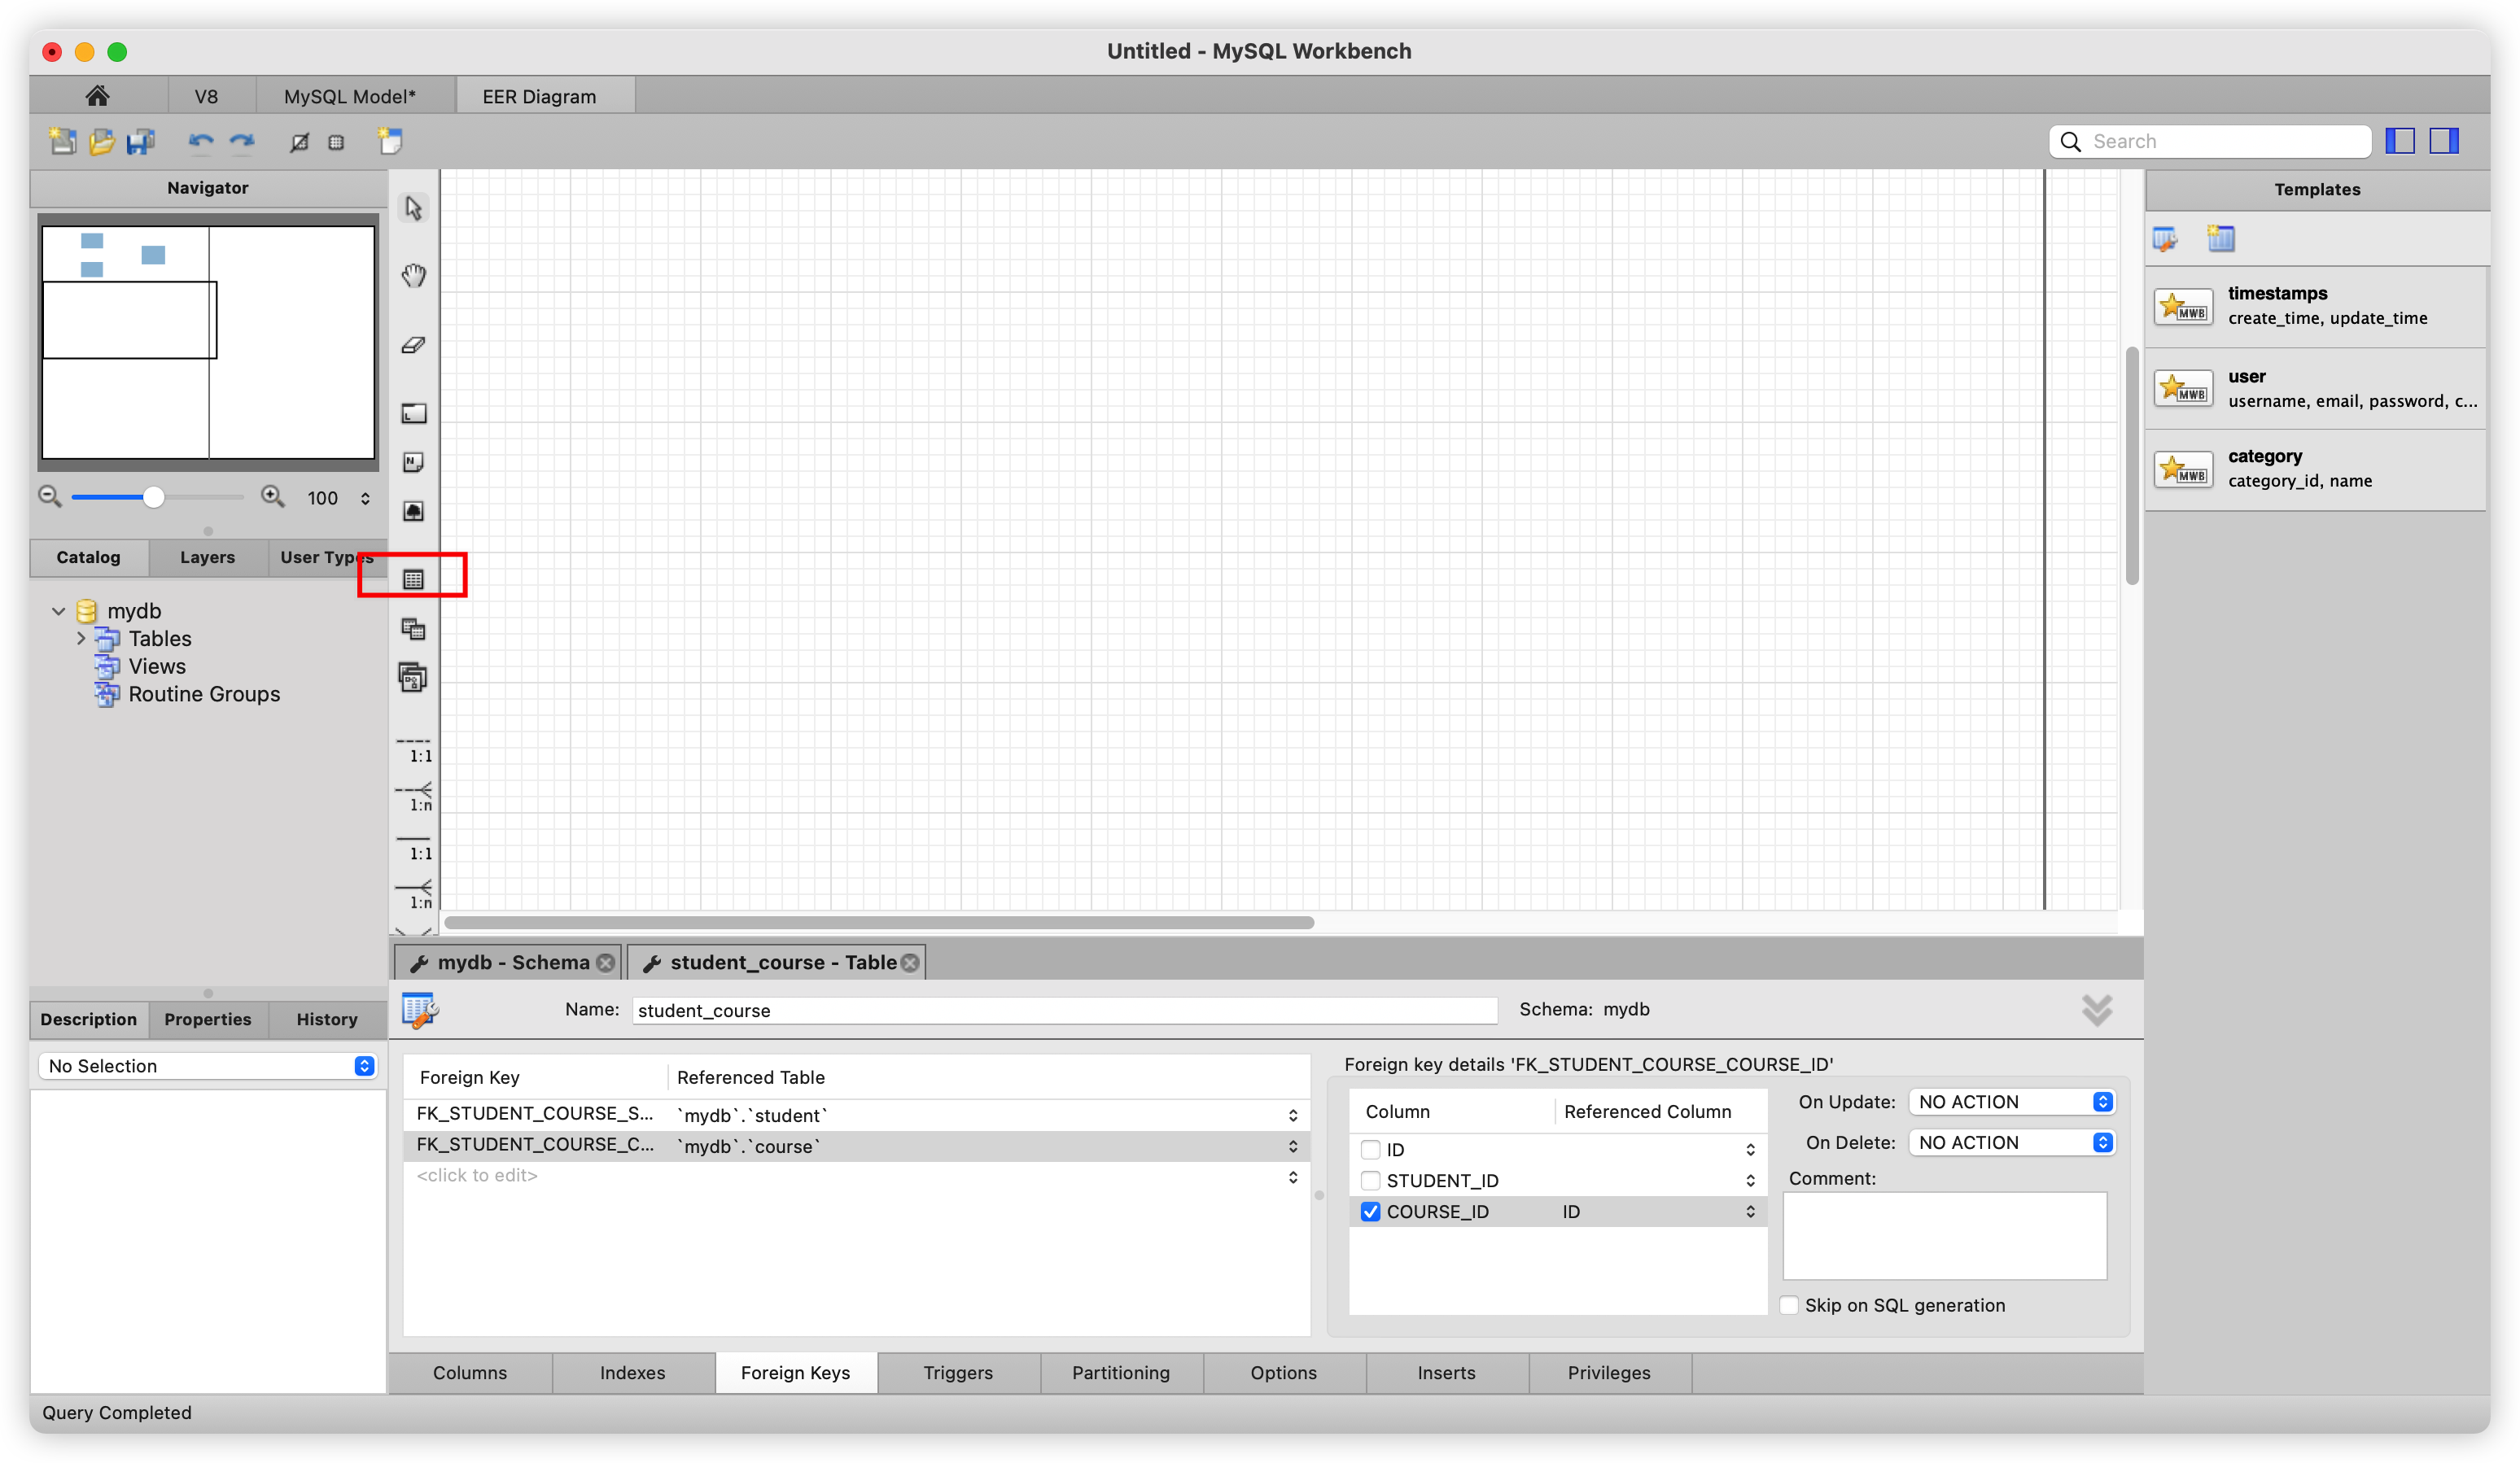 Untitled - MySQL Workbench
V8
MySQL Model*
EER Diagram
Search
Navigator
100
Catalog
Layers
User Types
mydb
Tables
Views
Routine Groups
1:1
1:n
1:1
1:n
Templates
timestamps
create_time, update_time
user
username, email, password, c...
category
category_id, name
MWB
MWB
MWB
L
N
Description
Properties
History
No Selection
mydb - Schema
student_course - Table
Name:
student_course
Schema: mydb
Foreign Key
Referenced Table
FK_STUDENT_COURSE_S...
`mydb`.`student`
FK_STUDENT_COURSE_C...
`mydb`.`course`
<click to edit>
Foreign key details 'FK_STUDENT_COURSE_COURSE_ID'
Column
Referenced Column
ID
STUDENT_ID
COURSE_ID
ID
On Update:
NO ACTION
On Delete:
NO ACTION
Comment:
Skip on SQL generation
Columns
Indexes
Foreign Keys
Triggers
Partitioning
Options
Inserts
Privileges
Query Completed